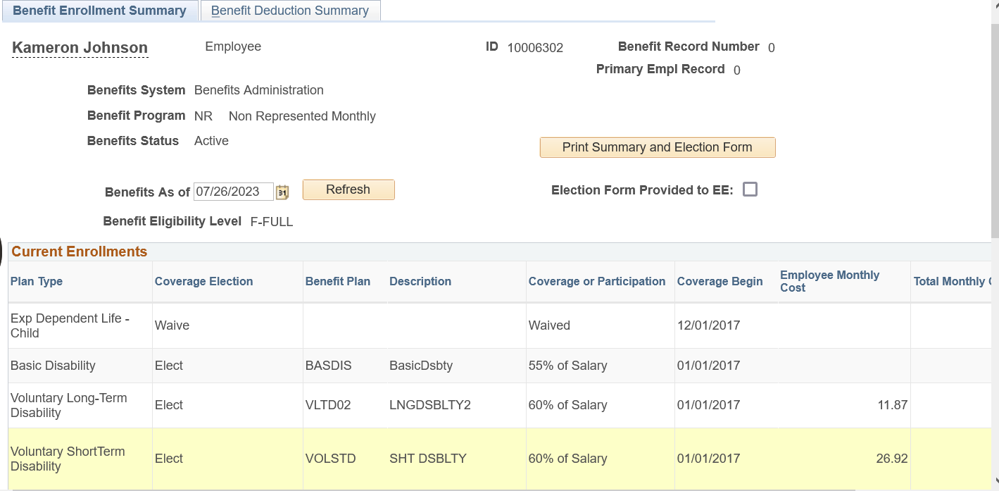 Benefit Enrollment Summary Benefit Deduction Summary
Kameron Johnson Employee ID 10006302 Benefit Record Number 0
Primary Empl Record 0
Benefits System Benefits Administration
Benefit Program NR Non Represented Monthly
Benefits Status Active
Print Summary and Election Form
Benefits As of 07/26/2023 31 Refresh Election Form Provided to EE:
Benefit Eligibility Level F-FULL
Current Enrollments
Plan Type Coverage Election Benefit Plan Description Coverage or Participation Coverage Begin Employee Monthly Cost Total Monthly
Exp Dependent Life - Child Waive Waived 12/01/2017
Basic Disability Elect BASDIS BasicDsbty 55% of Salary 01/01/2017
Voluntary Long-Term Disability Elect VLTD02 LNGDSBLTY2 60% of Salary 01/01/2017 11.87
Voluntary ShortTerm Disability Elect VOLSTD SHT DSBLTY 60% of Salary 01/01/2017 26.92